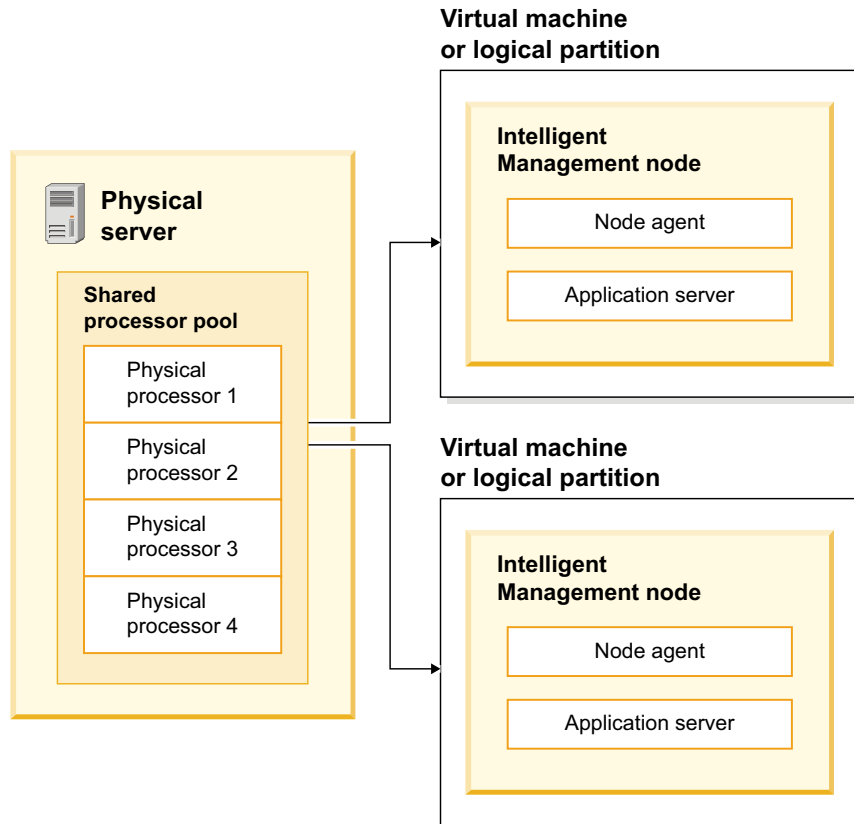 Physical
server
Shared
processor pool
Physical
processor 1
Physical
processor 2
Physical
processor 3
Physical
processor 4
Virtual machine
or logical partition
Intelligent
Management node
Node agent
Application server
Virtual machine
or logical partition
Intelligent
Management node
Node agent
Application server